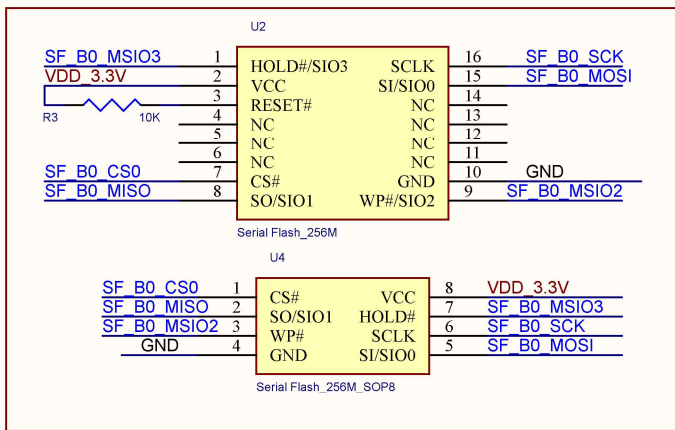 U2
SF_B0_MSIO3 1 HOLD#/SIO3 SCLK 16 SF_B0_SCK
VDD_3.3V 2 VCC SI/SIO0 15 SF_B0_MOSI
R3 10K 3 RESET# NC 14
4 NC NC 13
5 NC NC 12
6 NC NC 11
SF_B0_CS0 7 CS# GND 10 GND
SF_B0_MISO 8 SO/SIO1 WP#/SIO2 9 SF_B0_MSIO2
Serial Flash_256M
U4
SF_B0_CS0 1 CS# VCC 8 VDD_3.3V
SF_B0_MISO 2 SO/SIO1 HOLD# 7 SF_B0_MSIO3
SF_B0_MSIO2 3 WP# SCLK 6 SF_B0_SCK
GND 4 GND SI/SIO0 5 SF_B0_MOSI
Serial Flash_256M_SOP8